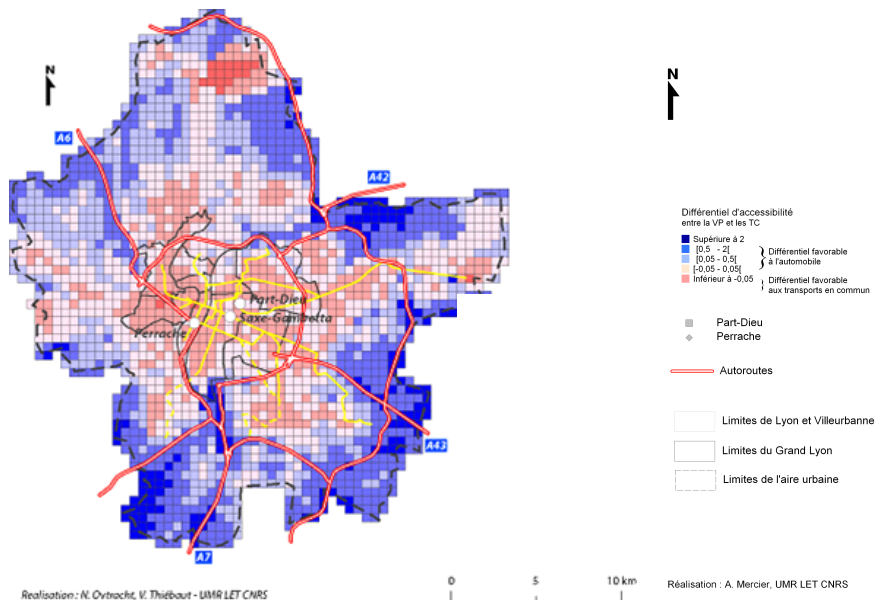 N
N
A6
A42
Différentiel d'accessibilité
entre la VP et les TC
Supérieure à 2
[0,5 - 2[
[0,05 - 0,5[
[-0,05 - 0,05[
Inférieur à -0,05
Différentiel favorable
à l'automobile
Différentiel favorable
aux transports en commun
Part-Dieu
Saxe-Gambetta
Perrache
Part-Dieu
Perrache
Autoroutes
Limites de Lyon et Villeurbanne
A43
Limites du Grand Lyon
Limites de l'aire urbaine
A7
0 5 10 km
Réalisation : A. Mercier, UMR LET CNRS
Realisation : N. Ovtracht, V. Thiébaut - UMR LET CNRS